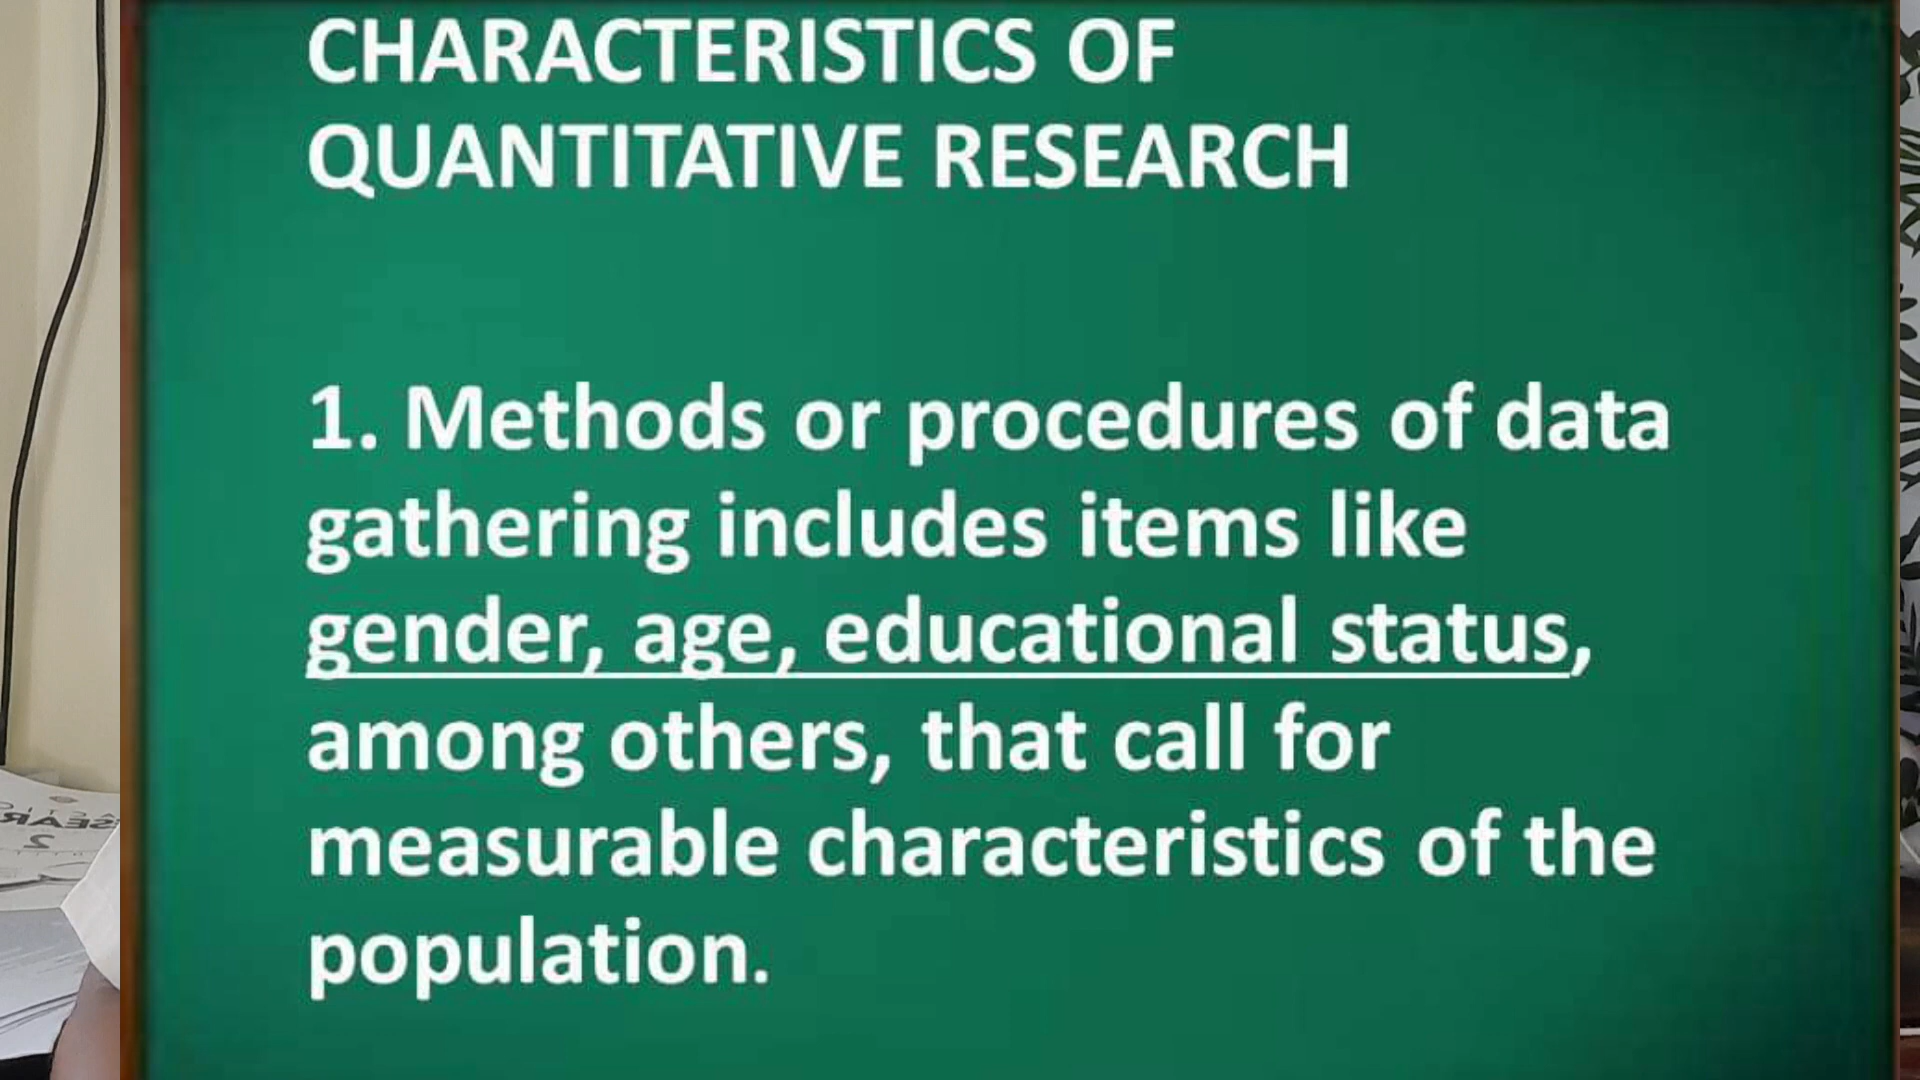 CHARACTERISTICS OF
QUANTITATIVE RESEARCH
1. Methods or procedures of data
gathering includes items like
gender, age, educational status,
among others, that call for
measurable characteristics of the
population.
2